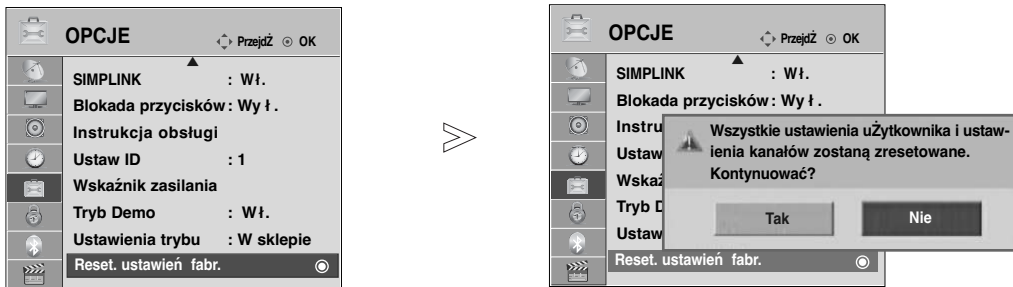 OPCJE PrzejdŹ OK
SIMPLINK : Wł.
Blokada przycisków : Wy ł .
Instrukcja obsługi
Ustaw ID : 1
Wskaźnik zasilania
Tryb Demo : Wł.
Ustawienia trybu : W sklepie
Reset. ustawień fabr.
OPCJE PrzejdŹ OK
SIMPLINK : Wł.
Blokada przycisków : Wy ł .
Instru
Ustaw
Wskaź
Tryb D
Ustaw
Reset. ustawień fabr.
Wszystkie ustawienia uŻytkownika i ustaw-
ienia kanałów zostaną zresetowane.
Kontynuować?
Tak Nie